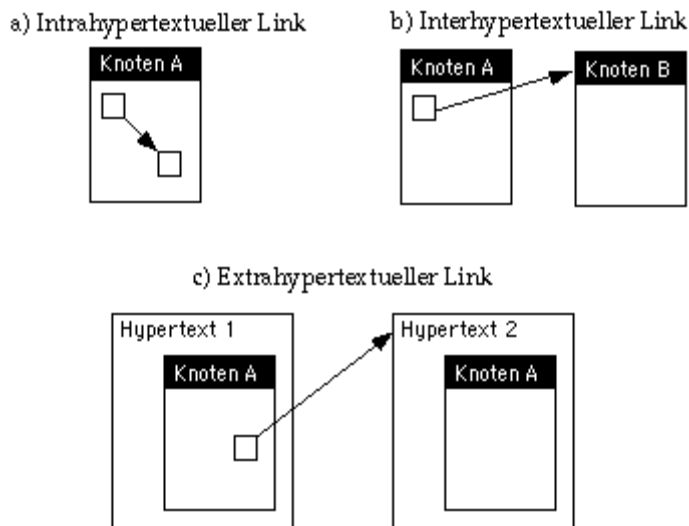 a) Intrahypertextueller Link
b) Interhypertextueller Link
Knoten A
Knoten A
Knoten B
c) Extrahypertextueller Link
Hypertext 1
Hypertext 2
Knoten A
Knoten A